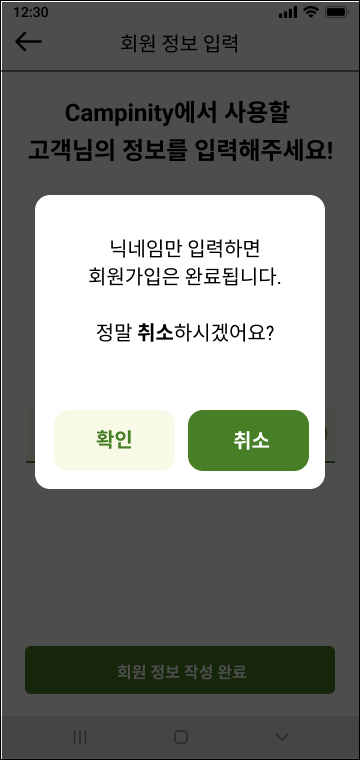 12:30
회원 정보 입력
Campinity에서 사용할
고객님의 정보를 입력해주세요!
닉네임만 입력하면
회원가입은 완료됩니다.
정말 취소하시겠어요?
확인
취소
회원 정보 작성 완료